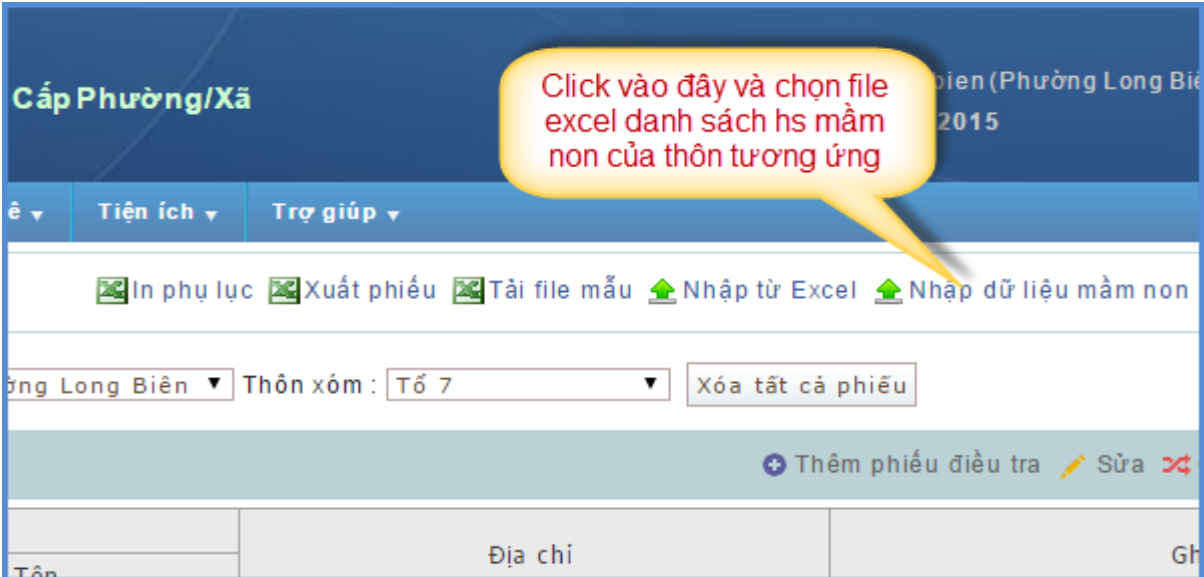 Cấp Phường/Xã
Click vào đây và chọn file
excel danh sách hs mầm
non của thôn tương ứng
bien (Phường Long Biê
2015
ê
Tiện ích
Trợ giúp
In phụ lục Xuất phiếu Tải file mẫu Nhập từ Excel Nhập dữ liệu mầm non
ờng Long Biên Thôn xóm : Tổ 7 Xóa tất cả phiếu
Thêm phiếu điều tra Sửa
Địa chỉ
Gh
Tên